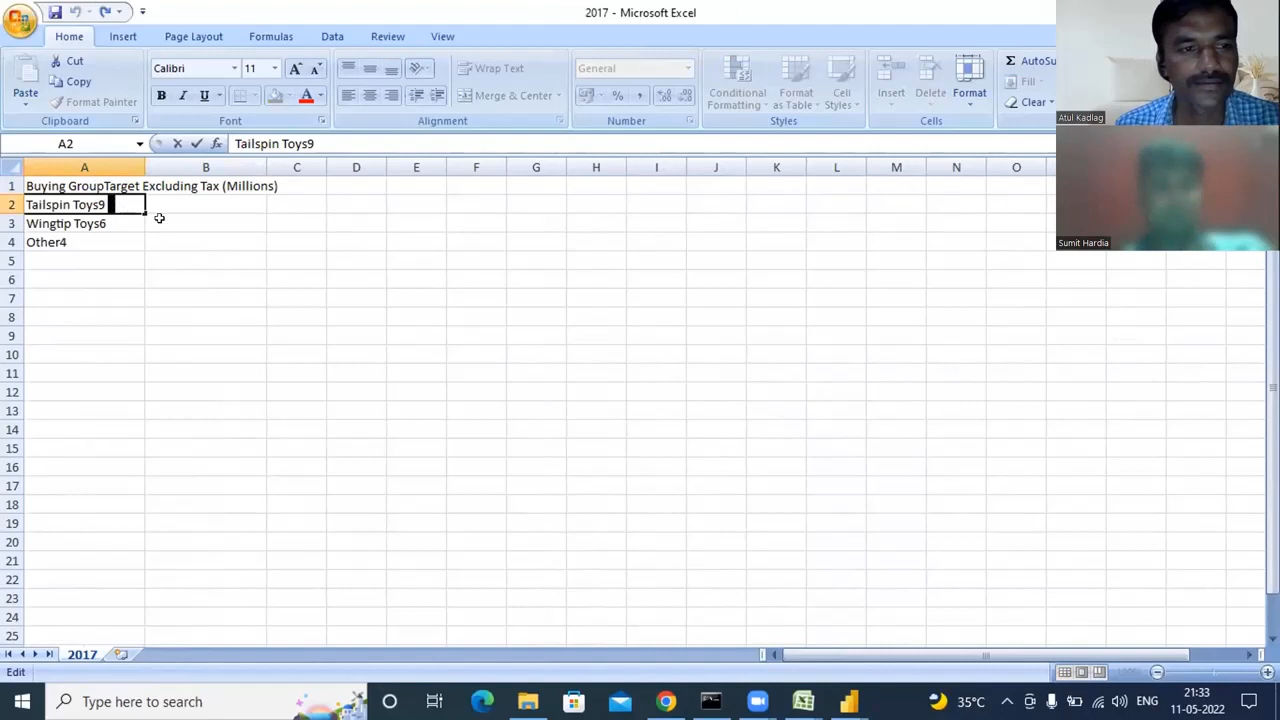 2017 - Microsoft Excel
Home Insert Page Layout Formulas Data Review View
Cut
Copy
Format Painter
Paste
Clipboard
Calibri 11
B I U
Font
Wrap Text
Merge & Center
Alignment
General
Number
Conditional Formatting
Format as Table
Cell Styles
Styles
Insert Delete Format
Cells
AutoSu
Fill
Clear
A2 fx Tailspin Toys9
A B C D E F G H I J K L M N O
1 Buying GroupTarget Excluding Tax (Millions)
2 Tailspin Toys9
3 Wingtip Toys6
4 Other4
5
6
7
8
9
10
11
12
13
14
15
16
17
18
19
20
21
22
23
24
25
2017
Edit
Atul Kadlag
Sumit Hardia
Type here to search
35°C
ENG
21:33
11-05-2022